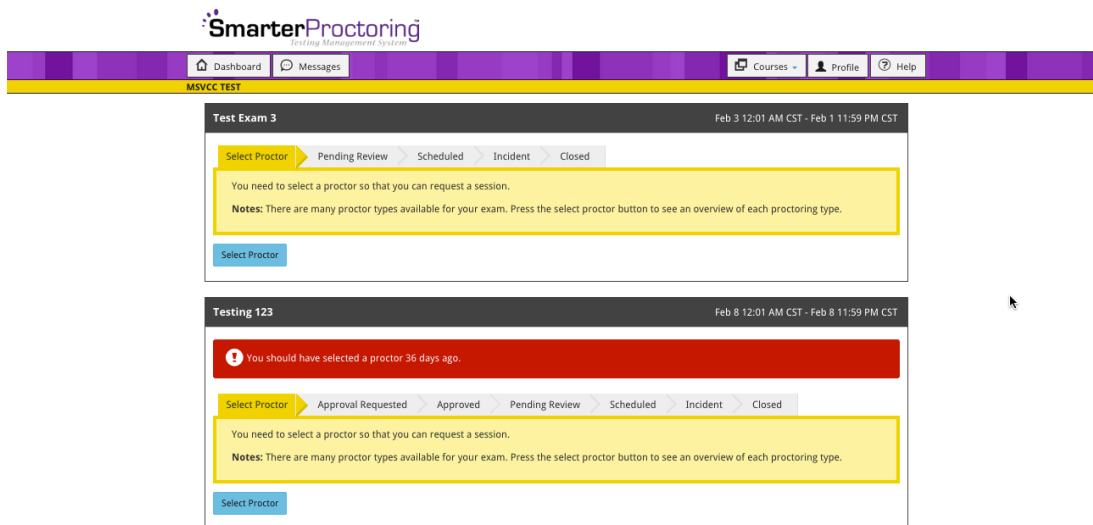 SmarterProctoring
Testing Management System
Dashboard Messages Courses Profile Help
MSVCC TEST
Test Exam 3 Feb 3 12:01 AM CST - Feb 1 11:59 PM CST
Select Proctor Pending Review Scheduled Incident Closed
You need to select a proctor so that you can request a session.
Notes: There are many proctor types available for your exam. Press the select proctor button to see an overview of each proctoring type.
Select Proctor
Testing 123 Feb 8 12:01 AM CST - Feb 8 11:59 PM CST
You should have selected a proctor 36 days ago.
Select Proctor Approval Requested Approved Pending Review Scheduled Incident Closed
You need to select a proctor so that you can request a session.
Notes: There are many proctor types available for your exam. Press the select proctor button to see an overview of each proctoring type.
Select Proctor